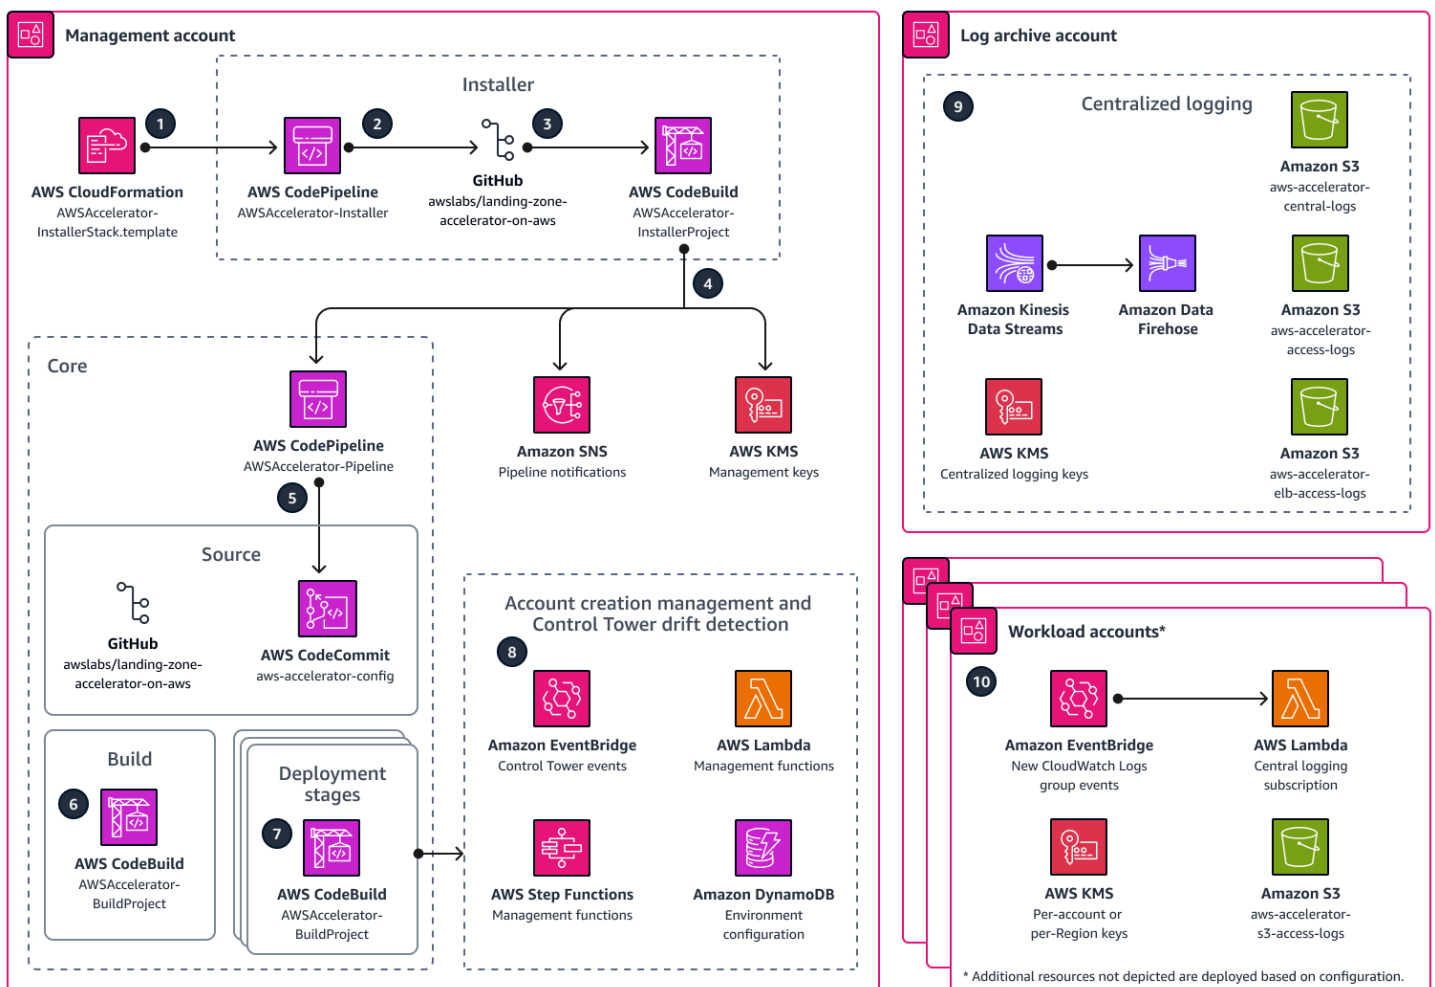 Management account
Installer
1
2
3
AWS CloudFormation
AWSAccelerator-
InstallerStack.template
AWS CodePipeline
AWSAccelerator-Installer
GitHub
awslabs/landing-zone-
accelerator-on-aws
AWS CodeBuild
AWSAccelerator-
InstallerProject
4
Core
AWS CodePipeline
AWSAccelerator-Pipeline
Amazon SNS
Pipeline notifications
AWS KMS
Management keys
5
Source
GitHub
awslabs/landing-zone-
accelerator-on-aws
AWS CodeCommit
aws-accelerator-config
Build
6
AWS CodeBuild
AWSAccelerator-
BuildProject
Deployment
stages
7
AWS CodeBuild
AWSAccelerator-
BuildProject
Account creation management and
Control Tower drift detection
8
Amazon EventBridge
Control Tower events
AWS Lambda
Management functions
AWS Step Functions
Management functions
Amazon DynamoDB
Environment
configuration
Log archive account
9
Centralized logging
Amazon S3
aws-accelerator-
central-logs
Amazon Kinesis
Data Streams
Amazon Data
Firehose
Amazon S3
aws-accelerator-
access-logs
AWS KMS
Centralized logging keys
Amazon S3
aws-accelerator-
elb-access-logs
Workload accounts*
10
Amazon EventBridge
New CloudWatch Logs
group events
AWS Lambda
Central logging
subscription
AWS KMS
Per-account or
per-Region keys
Amazon S3
aws-accelerator-
s3-access-logs
* Additional resources not depicted are deployed based on configuration.